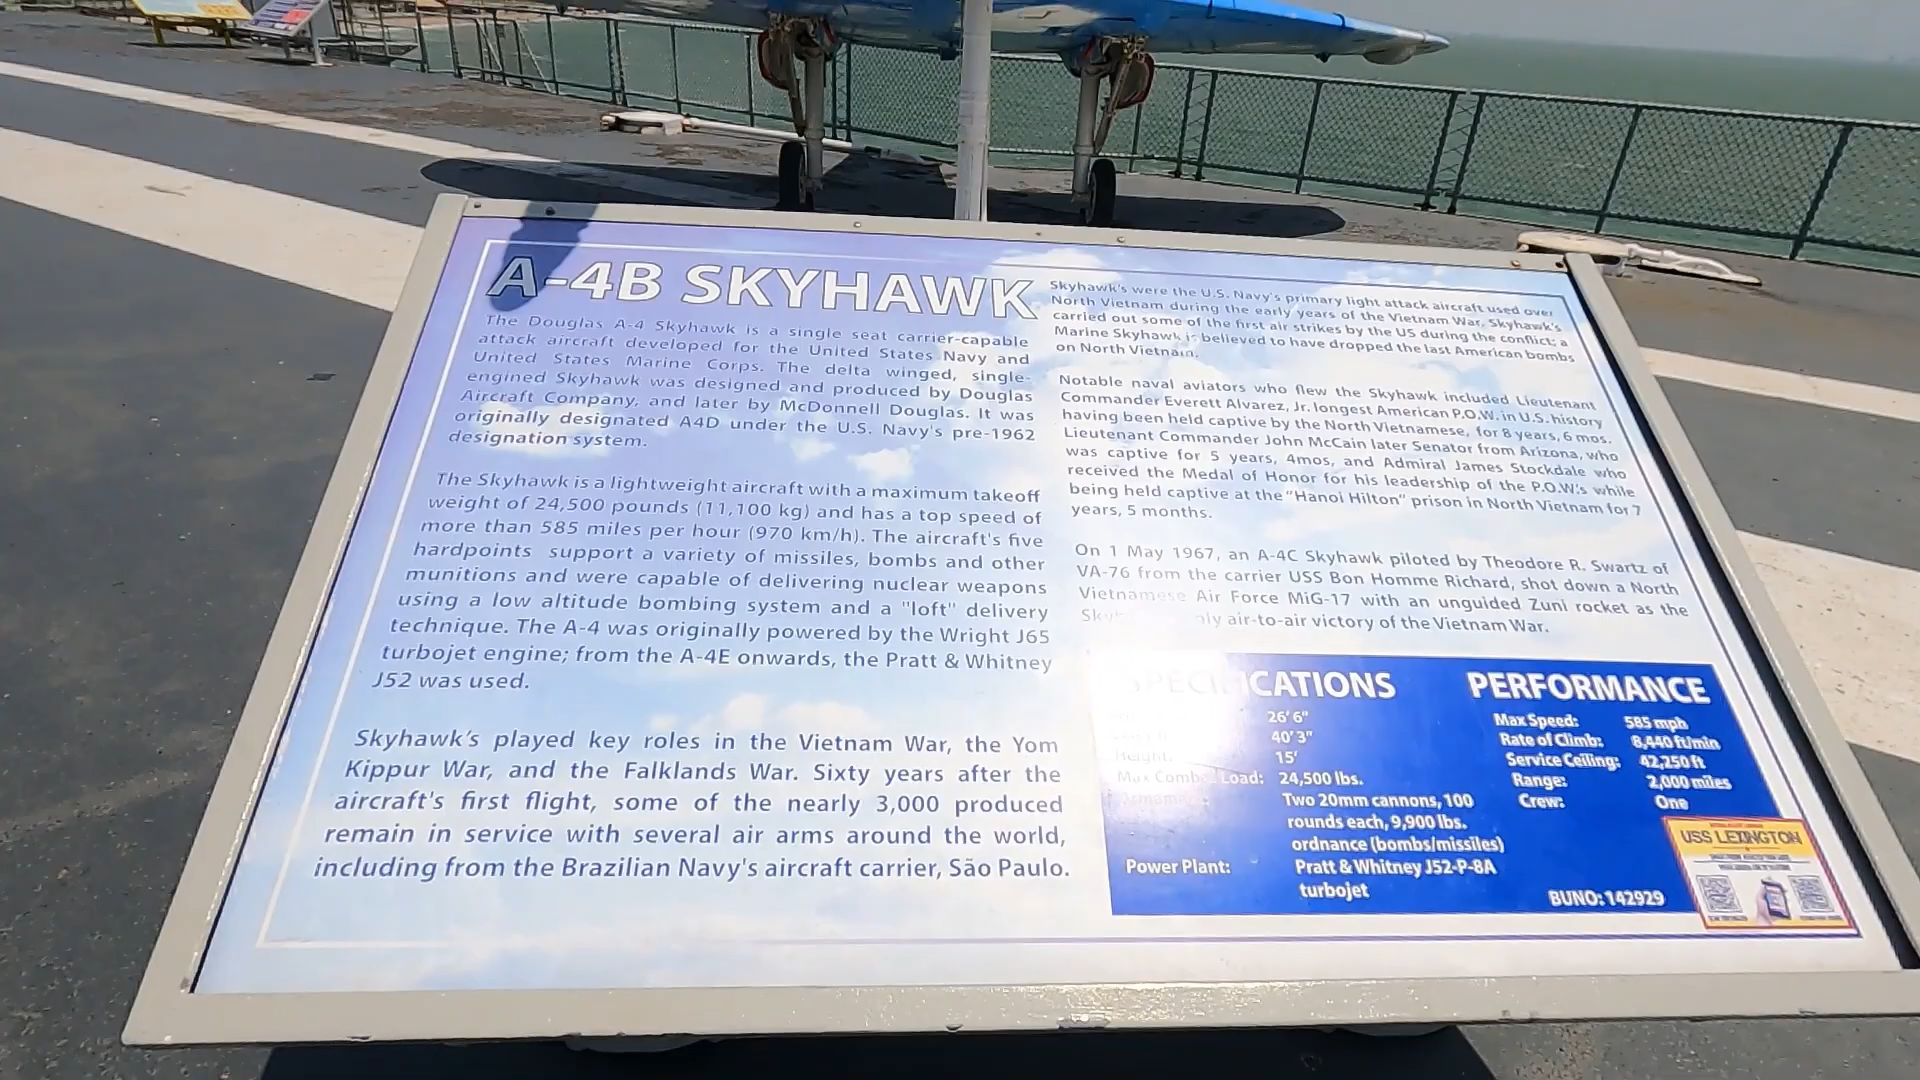 A-4B SKYHAWK
The Douglas A-4 Skyhawk is a single seat carrier-capable
attack aircraft developed for the United States Navy and
United States Marine Corps. The delta winged, single-
engined Skyhawk was designed and produced by Douglas
Aircraft Company, and later by McDonnell Douglas. It was
originally designated A4D under the U.S. Navy's pre-1962
designation system.
The Skyhawk is a lightweight aircraft with a maximum takeoff
weight of 24,500 pounds (11,100 kg) and has a top speed of
more than 585 miles per hour (970 km/h). The aircraft's five
hardpoints support a variety of missiles, bombs and other
munitions and were capable of delivering nuclear weapons
using a low altitude bombing system and a "loft" delivery
technique. The A-4 was originally powered by the Wright J65
turbojet engine; from the A-4E onwards, the Pratt & Whitney
J52 was used.
Skyhawk's played key roles in the Vietnam War, the Yom
Kippur War, and the Falklands War. Sixty years after the
aircraft's first flight, some of the nearly 3,000 produced
remain in service with several air arms around the world,
including from the Brazilian Navy's aircraft carrier, São Paulo.
Skyhawk's were the U.S. Navy's primary light attack aircraft used over
North Vietnam during the early years of the Vietnam War. Skyhawk's
carried out some of the first air strikes by the US during the conflict; a
Marine Skyhawk is believed to have dropped the last American bombs
on North Vietnam.
Notable naval aviators who flew the Skyhawk included Lieutenant
Commander Everett Alvarez, Jr. longest American P.O.W. in U.S. history
having been held captive by the North Vietnamese, for 8 years, 6 mos.
Lieutenant Commander John McCain later Senator from Arizona, who
was captive for 5 years, 4mos, and Admiral James Stockdale who
received the Medal of Honor for his leadership of the P.O.W.'s while
being held captive at the "Hanoi Hilton" prison in North Vietnam for 7
years, 5 months.
On 1 May 1967, an A-4C Skyhawk piloted by Theodore R. Swartz of
VA-76 from the carrier USS Bon Homme Richard, shot down a North
Vietnamese Air Force MiG-17 with an unguided Zuni rocket as the
air-to-air victory of the Vietnam War.
SPECIFICATIONS
26' 6"
40' 3"
Height: 15'
Max Combat Load: 24,500 lbs.
Armament: Two 20mm cannons, 100
rounds each, 9,900 lbs.
ordnance (bombs/missiles)
Power Plant: Pratt & Whitney J52-P-8A
turbojet
PERFORMANCE
Max Speed: 585 mph
Rate of Climb: 8,440 ft/min
Service Ceiling: 42,250 ft
Range: 2,000 miles
Crew: One
BUNO: 142929
USS LEXINGTON